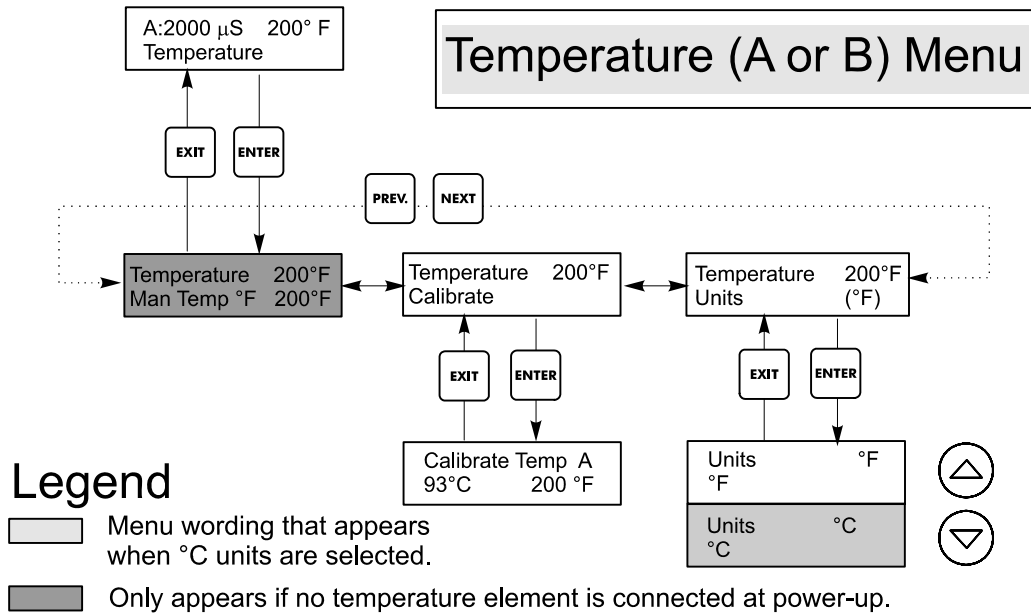 A:2000 µS 200° F
Temperature
Temperature (A or B) Menu
EXIT
ENTER
PREV.
NEXT
Temperature 200°F
Man Temp °F 200°F
Temperature 200°F
Calibrate
Temperature 200°F
Units (°F)
EXIT
ENTER
EXIT
ENTER
Calibrate Temp A
93°C 200 °F
Units °F
°F
Units °C
°C
Legend
Menu wording that appears
when °C units are selected.
Only appears if no temperature element is connected at power-up.